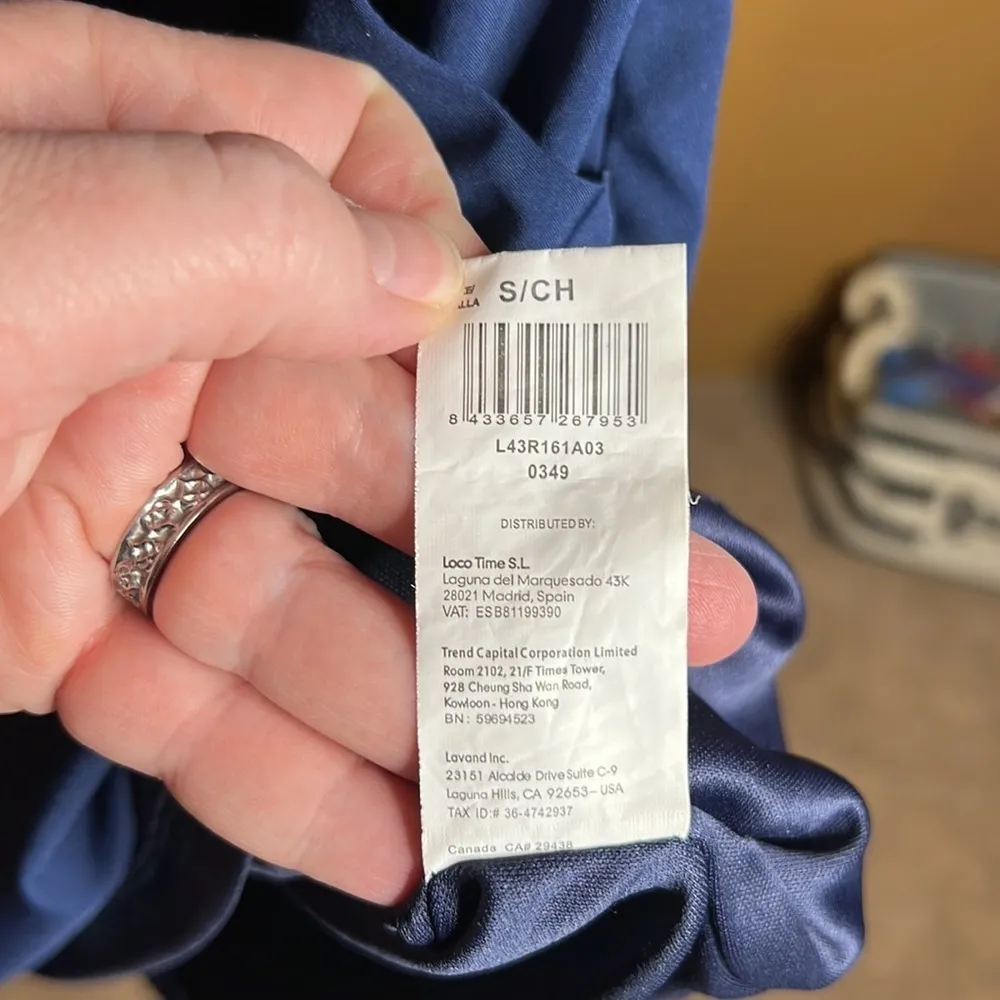 S/CH
8 433657 267953
L43R161A03
0349
DISTRIBUTED BY:
Loco Time S.L.
Laguna del Marquesado 43K
28021 Madrid, Spain
VAT: ESB81199390
Trend Capital Corporation Limited
Room 2102, 21/F Times Tower,
928 Cheung Sha Wan Road,
Kowloon - Hong Kong
BN: 59694523
Lavand Inc.
23151 Alcalde Drive Suite C-9
Laguna Hills, CA 92653 - USA
TAX ID:# 36-4742937
Canada CA# 29438